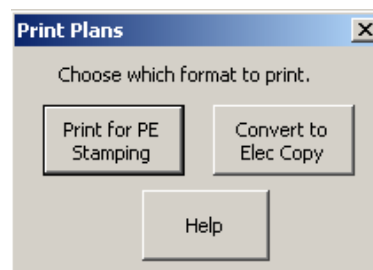 Print Plans
Choose which format to print.
Print for PE
Stamping
Convert to
Elec Copy
Help